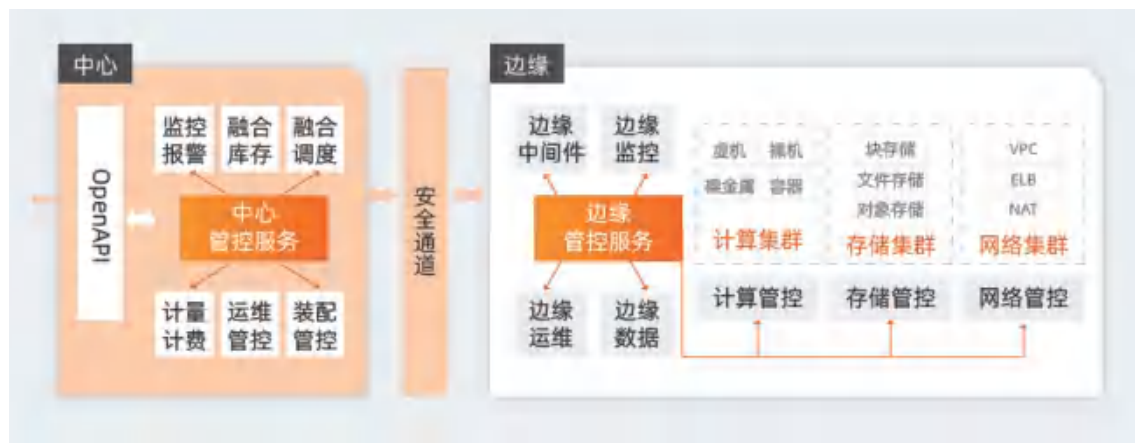 中心
OpenAPI
监控
报警
融合
库存
融合
调度
中心
管控服务
计量
计费
运维
管控
装配
管控
安全通道
边缘
边缘
中间件
边缘
监控
边缘
管控服务
边缘
运维
边缘
数据
虚机 裸机
裸金属 容器
计算集群
块存储
文件存储
对象存储
存储集群
VPC
ELB
NAT
网络集群
计算管控
存储管控
网络管控